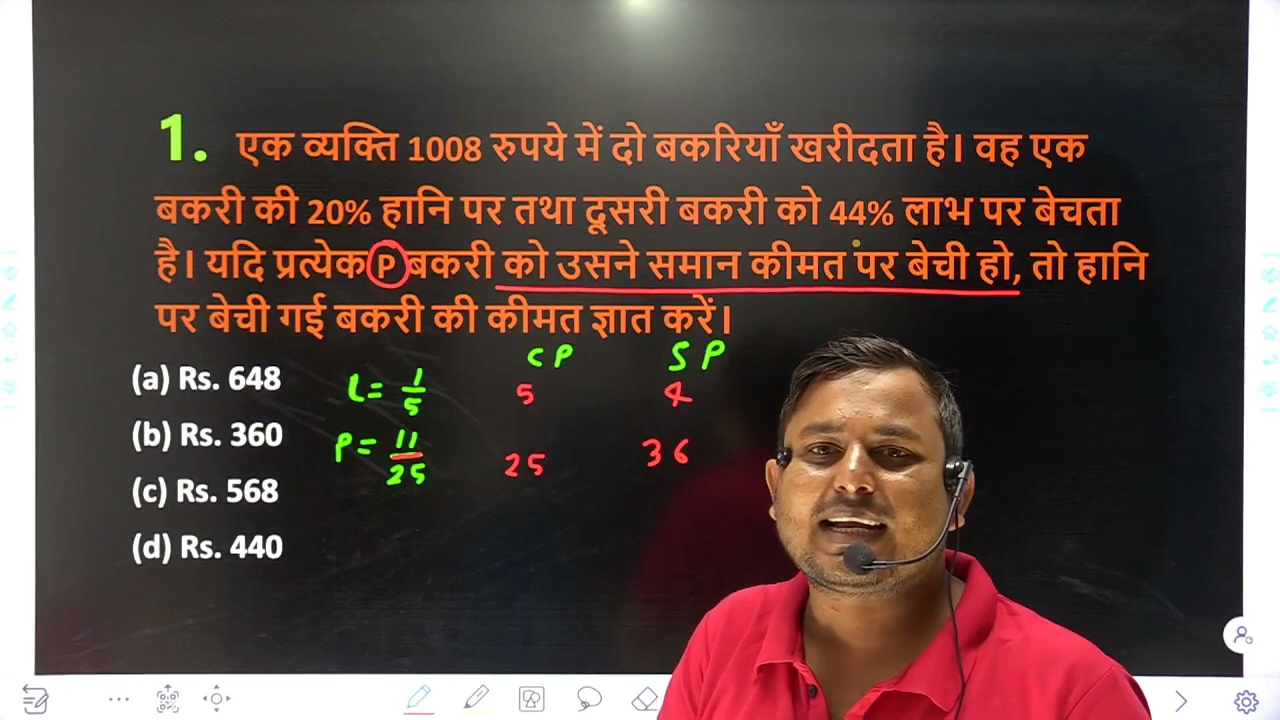 1. एक व्यक्ति 1008 रुपये में दो बकरियाँ खरीदता है। वह एक
बकरी की 20% हानि पर तथा दूसरी बकरी को 44% लाभ पर बेचता
है। यदि प्रत्येक P बकरी को उसने समान कीमत पर बेची हो, तो हानि
पर बेची गई बकरी की कीमत ज्ञात करें।
CP SP
(a) Rs. 648 L = 1/5 5 4
(b) Rs. 360 P = 11/25 25 36
(c) Rs. 568
(d) Rs. 440